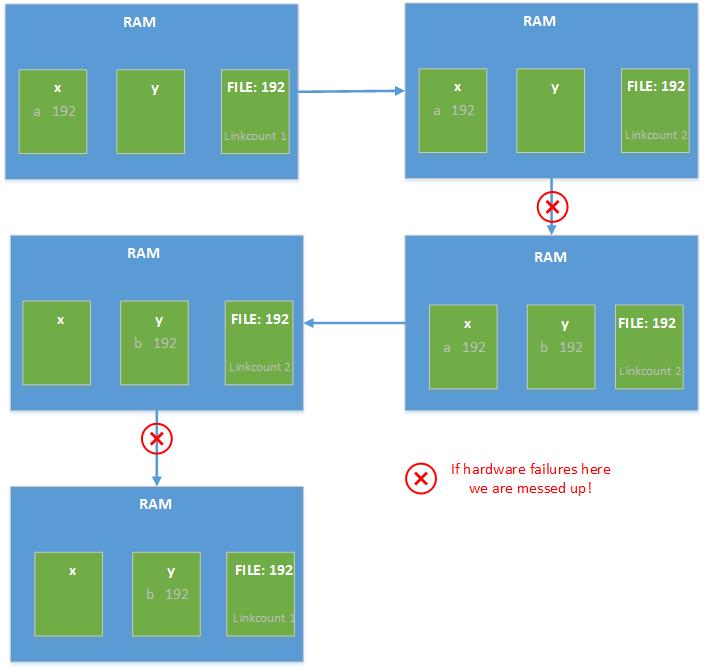 RAM
x
y
FILE: 192
a 192
Linkcount 1
RAM
x
y
FILE: 192
a 192
Linkcount 2
RAM
x
y
FILE: 192
b 192
Linkcount 2
RAM
x
y
FILE: 192
a 192
b 192
Linkcount 2
If hardware failures here
we are messed up!
RAM
x
y
FILE: 192
b 192
Linkcount 1